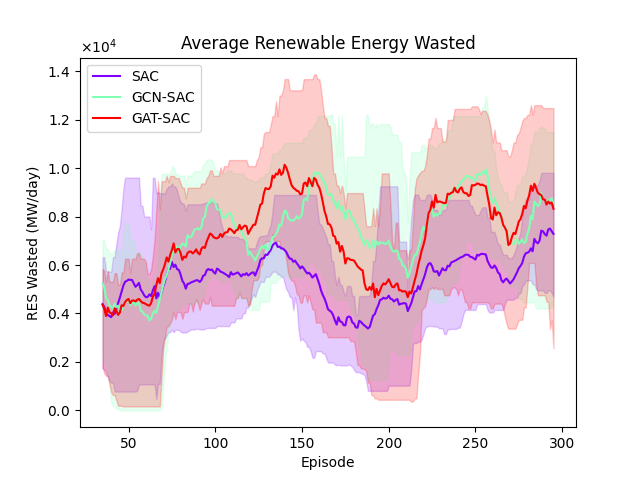 Average Renewable Energy Wasted
×10⁴
SAC
GCN-SAC
GAT-SAC
RES Wasted (MW/day)
1.4
1.2
1.0
0.8
0.6
0.4
0.2
0.0
50 100 150 200 250 300
Episode